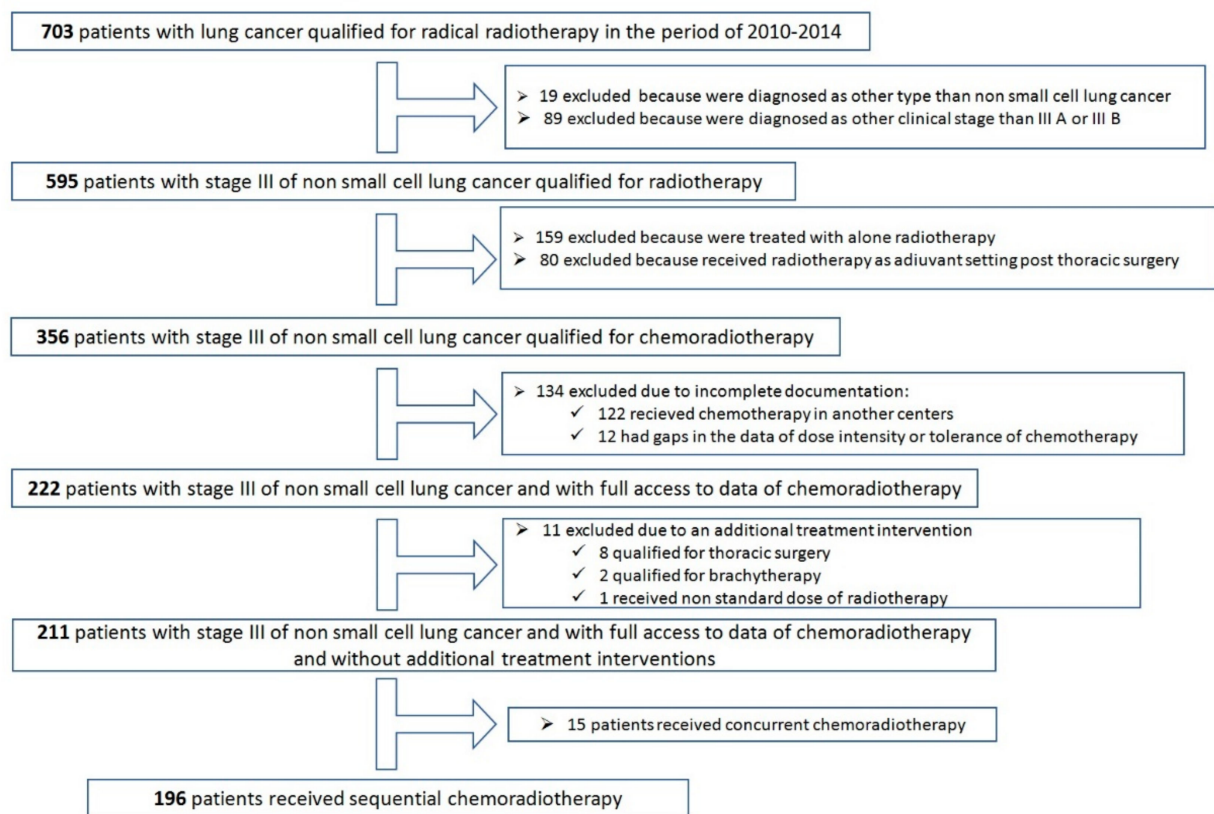 703 patients with lung cancer qualified for radical radiotherapy in the period of 2010-2014
➢ 19 excluded because were diagnosed as other type than non small cell lung cancer
➢ 89 excluded because were diagnosed as other clinical stage than III A or III B
595 patients with stage III of non small cell lung cancer qualified for radiotherapy
➢ 159 excluded because were treated with alone radiotherapy
➢ 80 excluded because received radiotherapy as adiuvant setting post thoracic surgery
356 patients with stage III of non small cell lung cancer qualified for chemoradiotherapy
➢ 134 excluded due to incomplete documentation:
✓ 122 recieved chemotherapy in another centers
✓ 12 had gaps in the data of dose intensity or tolerance of chemotherapy
222 patients with stage III of non small cell lung cancer and with full access to data of chemoradiotherapy
➢ 11 excluded due to an additional treatment intervention
✓ 8 qualified for thoracic surgery
✓ 2 qualified for brachytherapy
✓ 1 received non standard dose of radiotherapy
211 patients with stage III of non small cell lung cancer and with full access to data of chemoradiotherapy
and without additional treatment interventions
➢ 15 patients received concurrent chemoradiotherapy
196 patients received sequential chemoradiotherapy